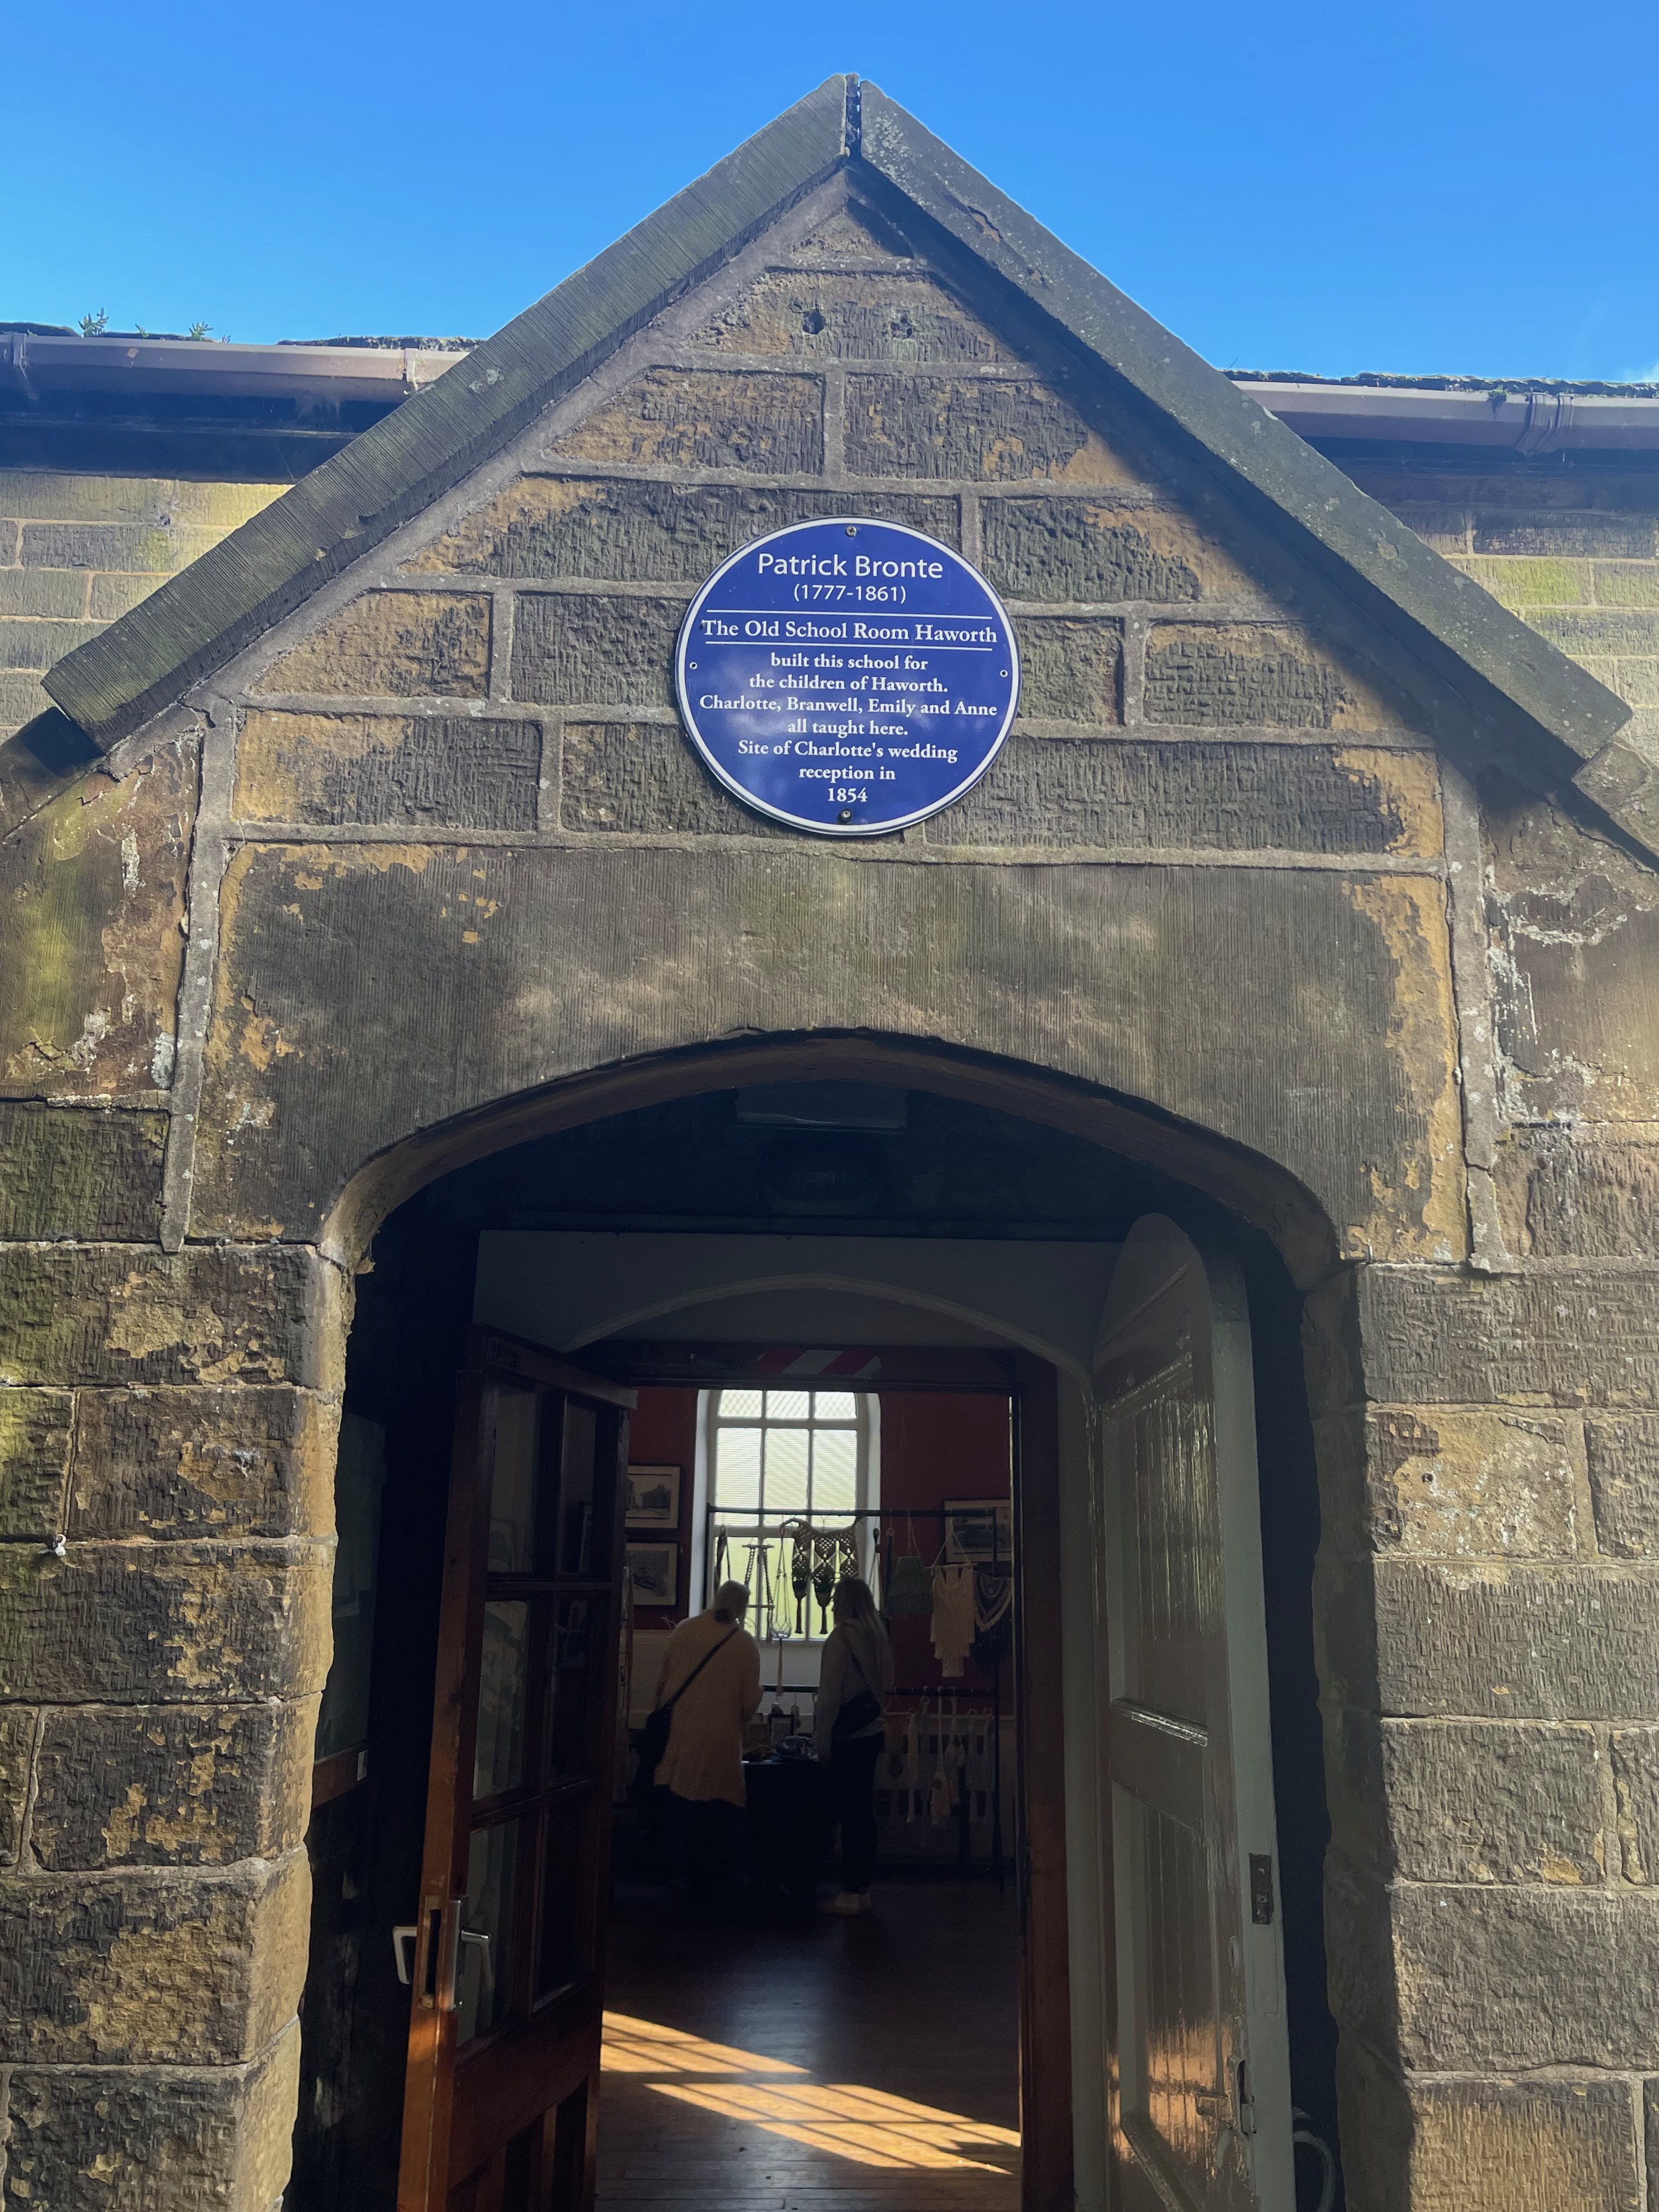 Patrick Bronte
(1777-1861)
The Old School Room Haworth
built this school for
the children of Haworth.
Charlotte, Branwell, Emily and Anne
all taught here.
Site of Charlotte's wedding
reception in
1854